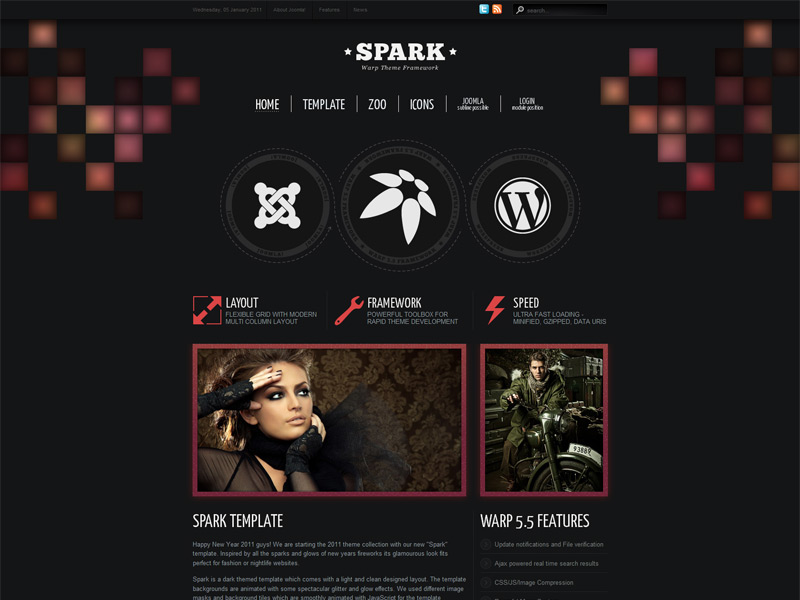 Wednesday, 05 January 2011 About Joomla! Features News
search...
SPARK
Warp Theme Framework
HOME TEMPLATE ZOO ICONS JOOMLA LOGIN
subline possible module position
LAYOUT
FLEXIBLE GRID WITH MODERN
MULTI COLUMN LAYOUT
FRAMEWORK
POWERFUL TOOLBOX FOR
RAPID THEME DEVELOPMENT
SPEED
ULTRA FAST LOADING -
MINIFIED, GZIPPED, DATA URIS
93889
SPARK TEMPLATE
Happy New Year 2011 guys! We are starting the 2011 theme collection with our new "Spark"
template. Inspired by all the sparks and glows of new years fireworks its glamourous look fits
perfect for fashion or nightlife websites.
Spark is a dark themed template which comes with a light and clean designed layout. The template
backgrounds are animated with some spectacular glitter and glow effects. We used different image
masks and background tiles which are smoothly animated with JavaScript for the template
WARP 5.5 FEATURES
Update notifications and File verification
Ajax powered real time search results
CSS/JS/Image Compression